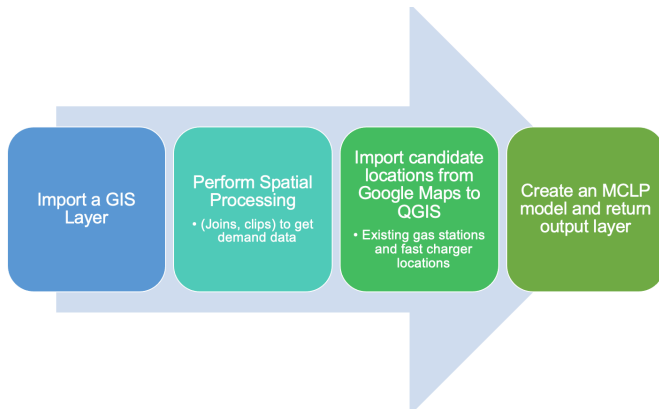 Import a GIS
Layer
Perform Spatial
Processing
• (Joins, clips) to get
demand data
Import candidate
locations from
Google Maps to
QGIS
• Existing gas stations
and fast charger
locations
Create an MCLP
model and return
output layer